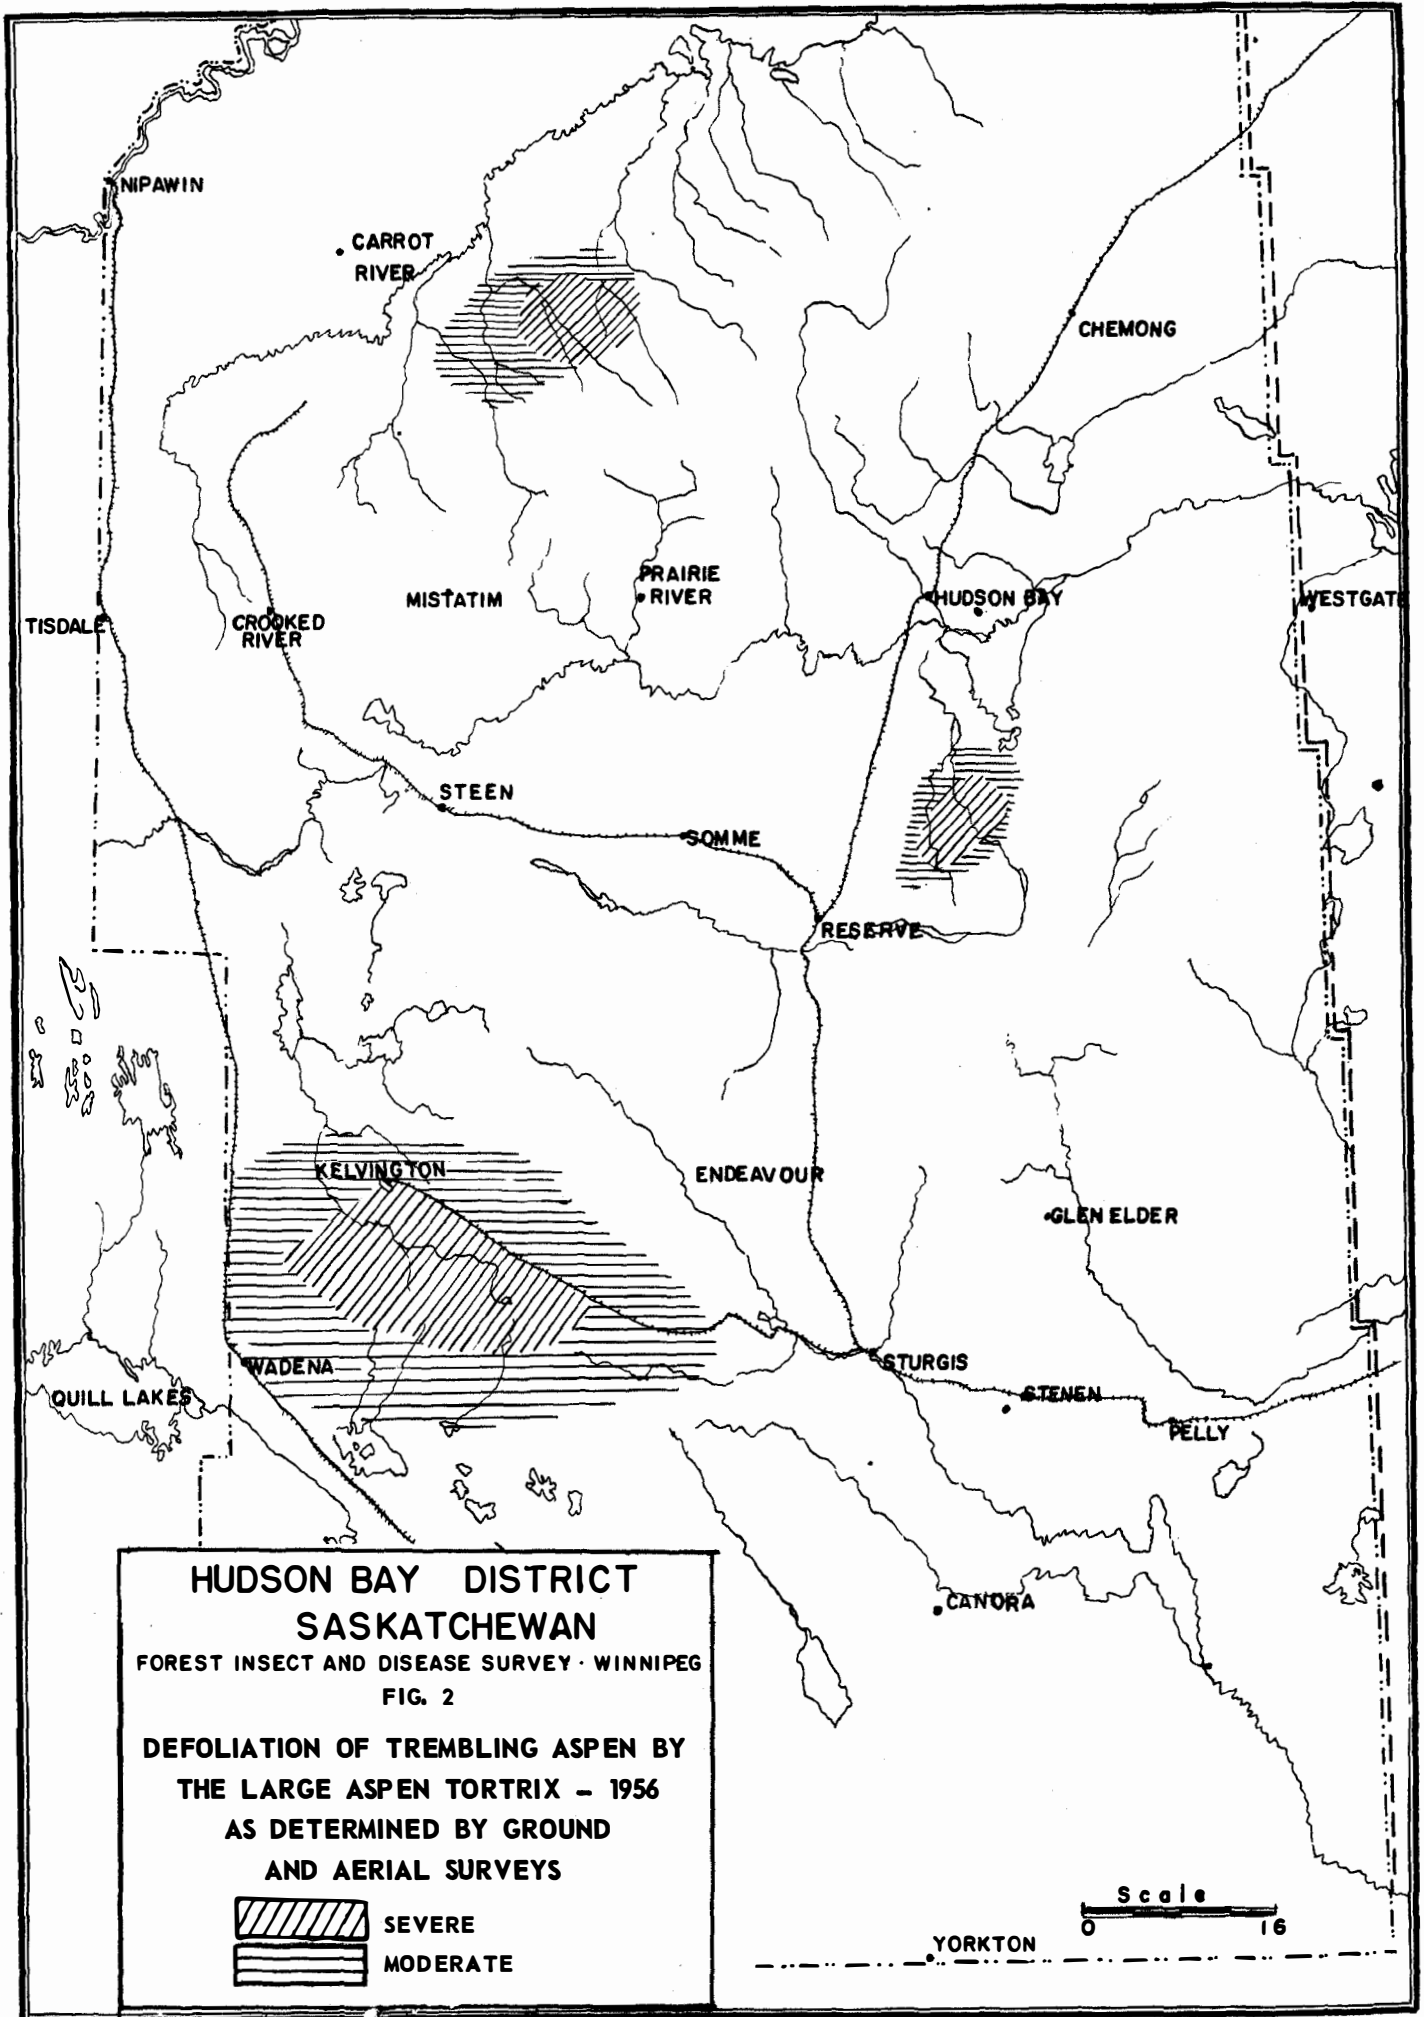 NIPAWIN
CARROT
RIVER
CHEMONG
PRAIRIE
RIVER
MISTATIM
HUDSON BAY
WESTGATE
TISDALE
CROOKED
RIVER
STEEN
SOMME
RESERVE
KELVINGTON
ENDEAVOUR
GLEN ELDER
WADENA
STURGIS
QUILL LAKES
STENEN
PELLY
CANORA
HUDSON BAY DISTRICT
SASKATCHEWAN
FOREST INSECT AND DISEASE SURVEY · WINNIPEG
FIG. 2
DEFOLIATION OF TREMBLING ASPEN BY
THE LARGE ASPEN TORTRIX – 1956
AS DETERMINED BY GROUND
AND AERIAL SURVEYS
SEVERE
MODERATE
Scale
0 16
YORKTON